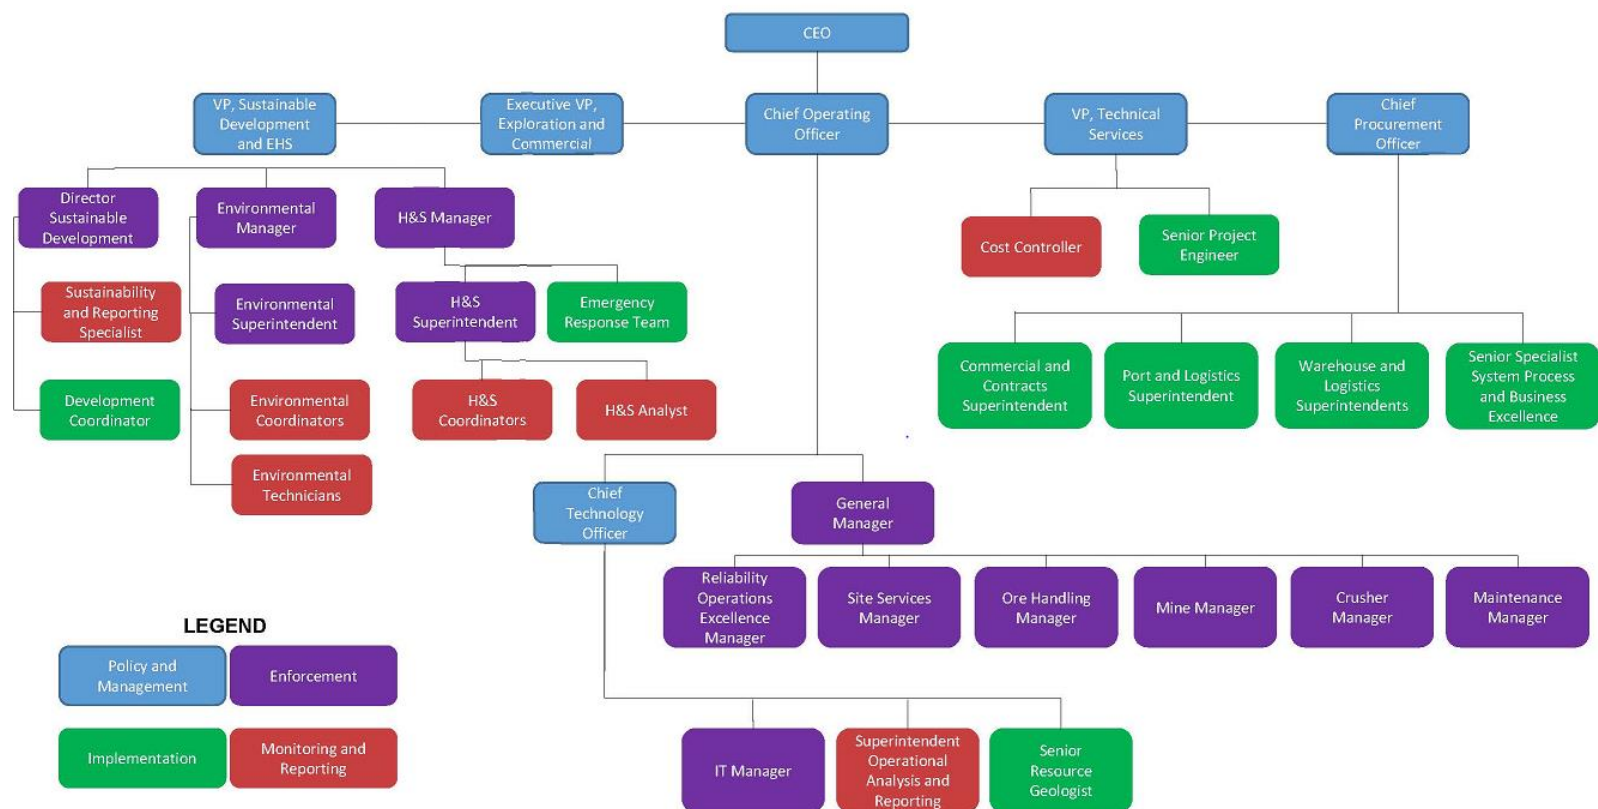 CEO
VP, Sustainable
Development
and EHS
Executive VP,
Exploration and
Commercial
Chief Operating
Officer
VP, Technical
Services
Chief
Procurement
Officer
Director
Sustainable
Development
Environmental
Manager
H&S Manager
Cost Controller
Senior Project
Engineer
Sustainability
and Reporting
Specialist
Environmental
Superintendent
H&S
Superintendent
Emergency
Response Team
Commercial and
Contracts
Superintendent
Port and Logistics
Superintendent
Warehouse and
Logistics
Superintendents
Senior Specialist
System Process
and Business
Excellence
Development
Coordinator
Environmental
Coordinators
H&S
Coordinators
H&S Analyst
Environmental
Technicians
Chief
Technology
Officer
General
Manager
Reliability
Operations
Excellence
Manager
Site Services
Manager
Ore Handling
Manager
Mine Manager
Crusher
Manager
Maintenance
Manager
LEGEND
Policy and
Management
Enforcement
Implementation
Monitoring and
Reporting
IT Manager
Superintendent
Operational
Analysis and
Reporting
Senior
Resource
Geologist